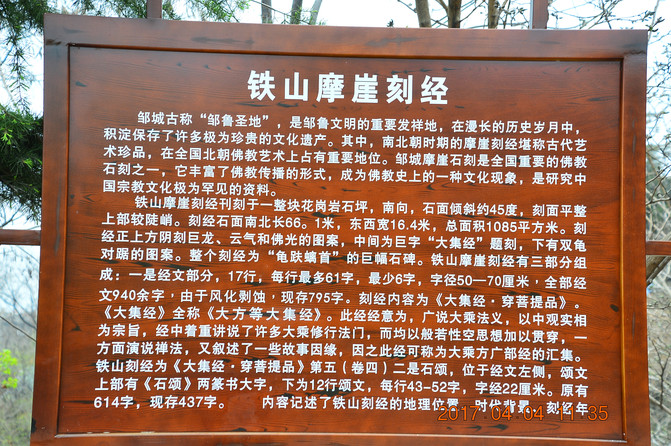 铁山摩崖刻经
邹城古称“邹鲁圣地”，是邹鲁文明的重要发祥地，在漫长的历史岁月中，
积淀保存了许多极为珍贵的文化遗产。其中，南北朝时期的摩崖刻经堪称古代艺
术珍品，在全国北朝佛教艺术上占有重要地位。邹城摩崖石刻是全国重要的佛教
石刻之一，它丰富了佛教传播的形式，成为佛教史上的一种文化现象，是研究中
国宗教文化极为罕见的资料。
铁山摩崖刻经刊刻于一整块花岗岩石坪，南向，石面倾斜约45度，刻面平整
上部较陡峭。刻经石面南北长66。1米，东西宽16.4米，总面积1085平方米。刻
经正上方阴刻巨龙、云气和佛光的图案，中间为巨字“大集经”题刻，下有双龟
对踞的图案。整个刻经为“龟趺螭首”的巨幅石碑。铁山摩崖刻经有三部分组
成：一是经文部分，17行，每行最多61字，最少6字，字径50—70厘米，全部经
文940余字，由于风化剥蚀，现存795字。刻经内容为《大集经·穿菩提品》。
《大集经》全称《大方等大集经》。此经经意为，广说大乘法义，以中观实相
为宗旨，经中着重讲说了许多大乘修行法门，而均以般若性空思想加以贯穿，一
方面演说禅法，又叙述了一些故事因缘，因之此经可称为大乘方广部经的汇集。
铁山刻经为《大集经·穿菩提品》第五（卷四）二是石颂，位于经文左侧，颂文
上部有《石颂》两篆书大字，下为12行颂文，每行43-52字，字经22厘米。原有
614字，现存437字。 内容记述了铁山刻经的地理位置、时代背景、刻经年
2017-04-04 11:35